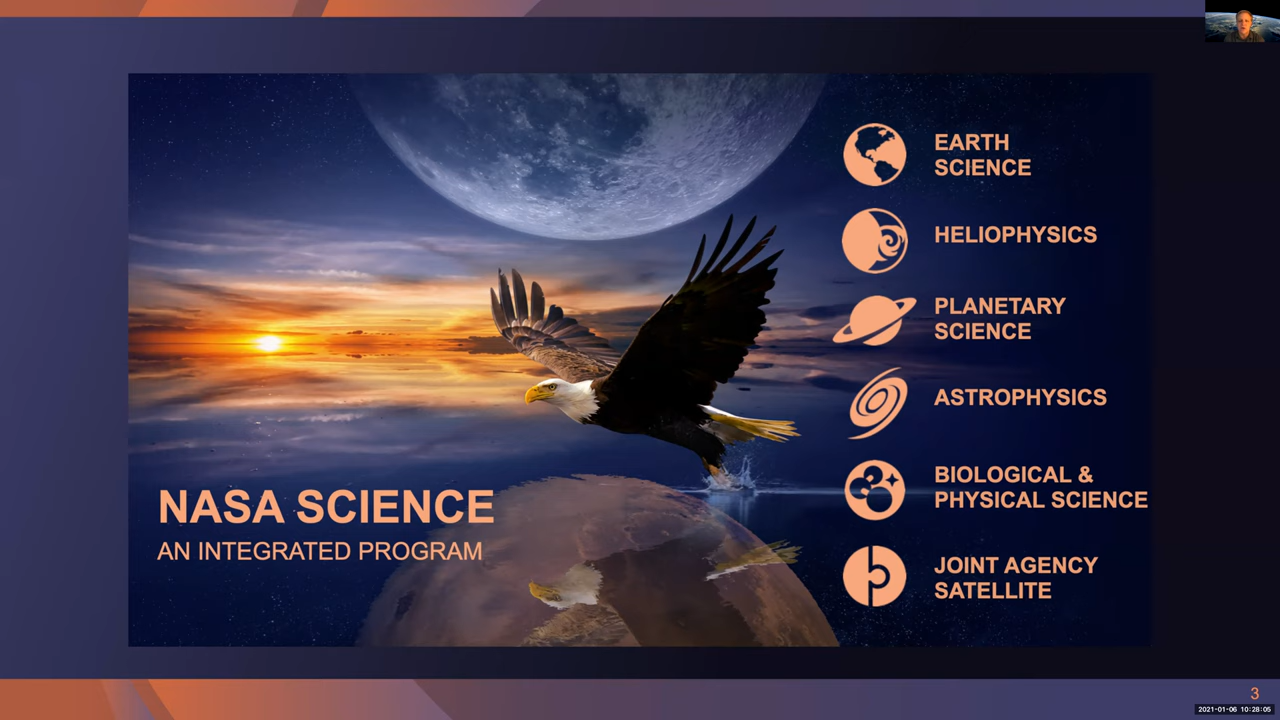 EARTH
SCIENCE
HELIOPHYSICS
PLANETARY
SCIENCE
ASTROPHYSICS
BIOLOGICAL &
PHYSICAL SCIENCE
JOINT AGENCY
SATELLITE
NASA SCIENCE
AN INTEGRATED PROGRAM
3
2021-01-06 10:28:05